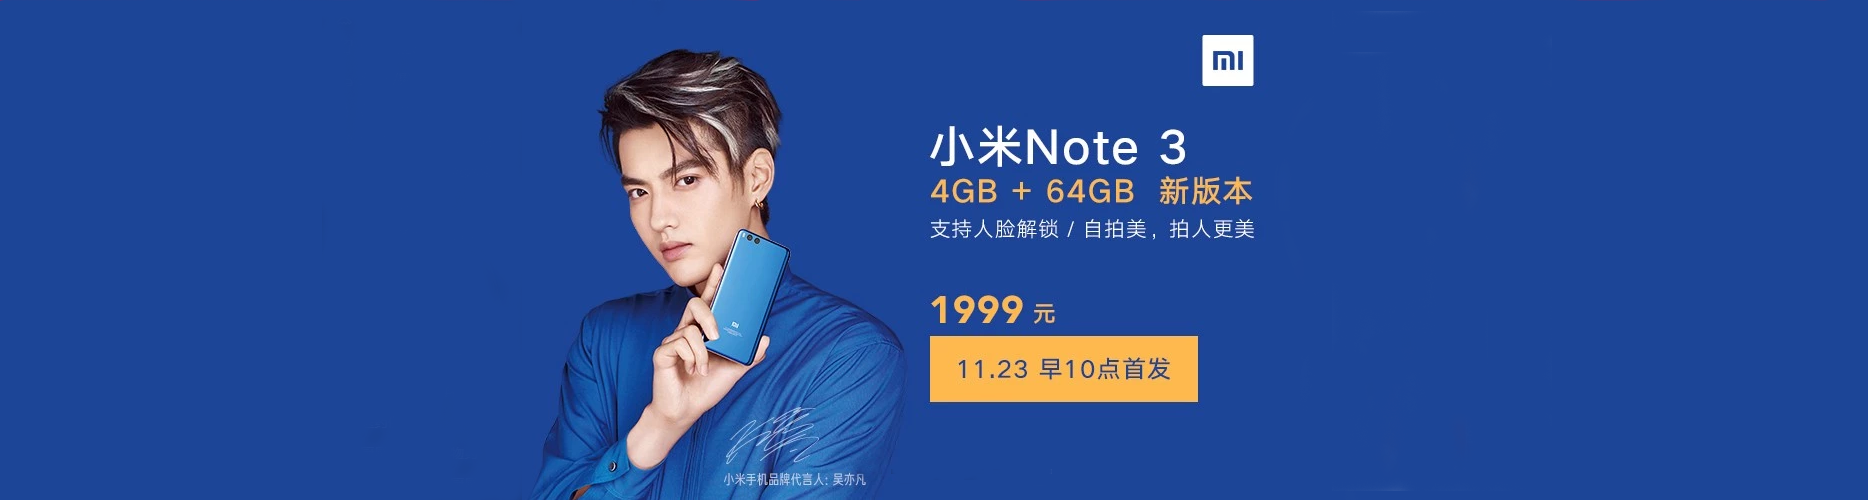 mi
小米Note 3
4GB + 64GB 新版本
支持人脸解锁 / 自拍美，拍人更美
1999 元
11.23 早10点首发
mi
小米手机品牌代言人: 吴亦凡